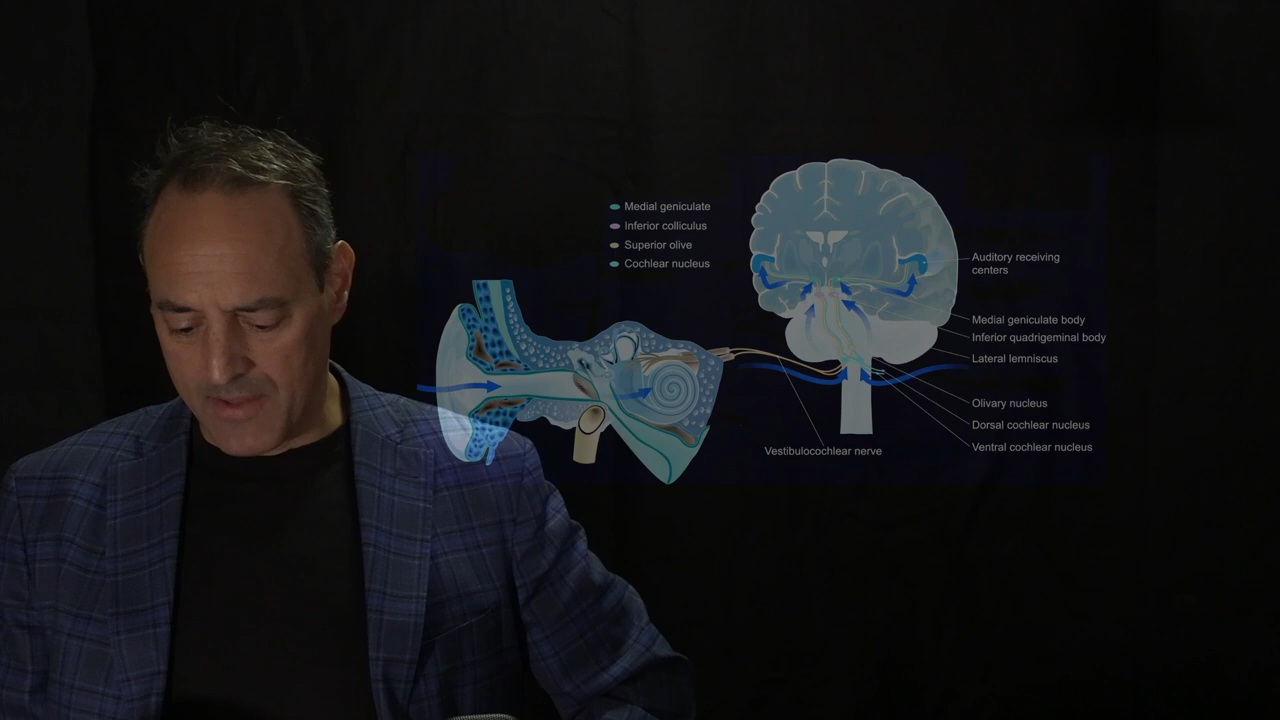 Medial geniculate
Inferior colliculus
Superior olive
Cochlear nucleus
Auditory receiving
centers
Medial geniculate body
Inferior quadrigeminal body
Lateral lemniscus
Olivary nucleus
Dorsal cochlear nucleus
Ventral cochlear nucleus
Vestibulocochlear nerve